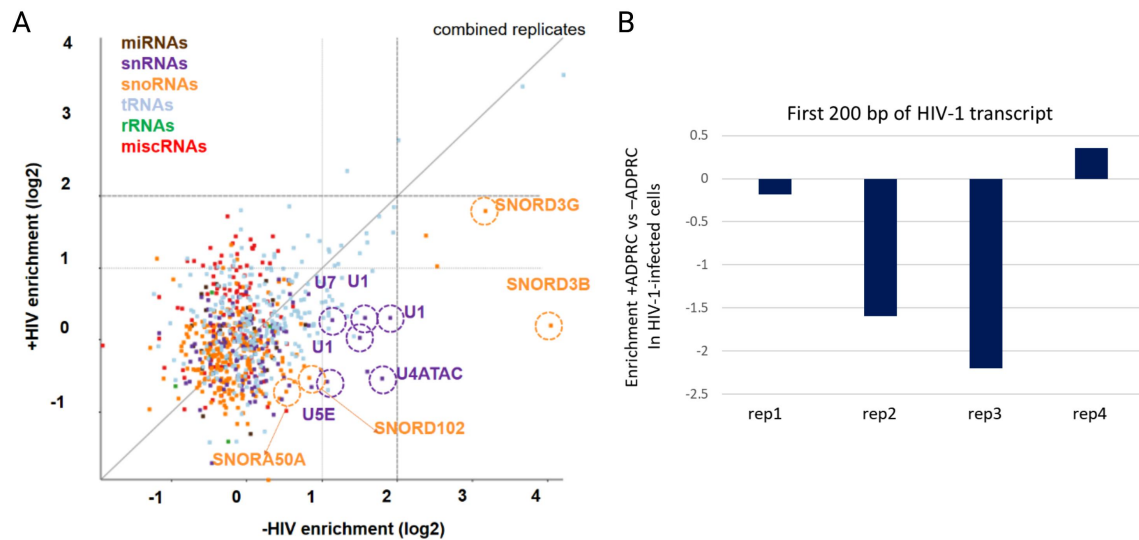 A
combined replicates
miRNAs
snRNAs
snoRNAs
tRNAs
rRNAs
miscRNAs
4
3
2
1
0
-1
+HIV enrichment (log2)
SNORD3G
SNORD3B
U7
U1
U1
U1
U4ATAC
U5E
SNORD102
SNORA50A
-1
0
1
2
3
4
-HIV enrichment (log2)
B
First 200 bp of HIV-1 transcript
Enrichment +ADPRC vs –ADPRC
In HIV-1-infected cells
0.5
0
-0.5
-1
-1.5
-2
-2.5
rep1
rep2
rep3
rep4